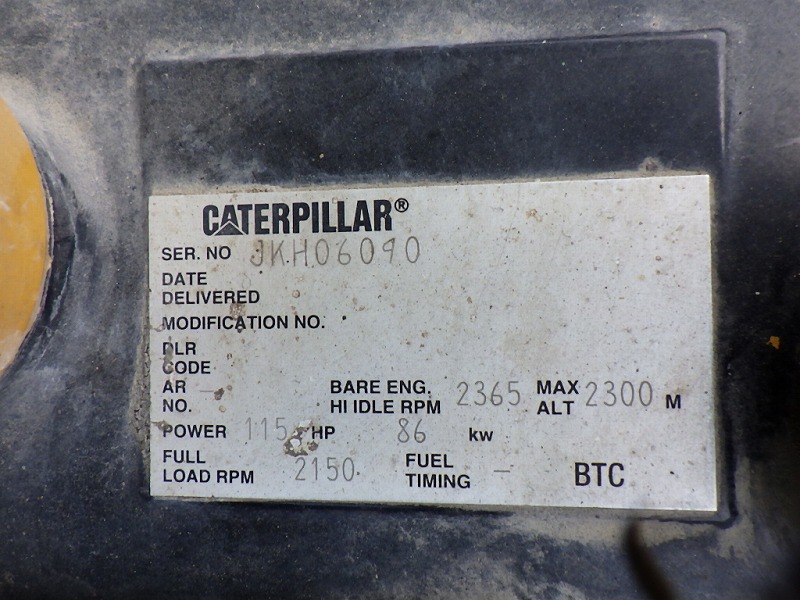 CATERPILLAR®
SER. NO JKH06090
DATE
DELIVERED
MODIFICATION NO.
DLR
CODE
AR
NO. –
BARE ENG.
HI IDLE RPM 2365
MAX
ALT 2300 M
POWER 115 HP 86 kw
FULL
LOAD RPM 2150
FUEL
TIMING – BTC